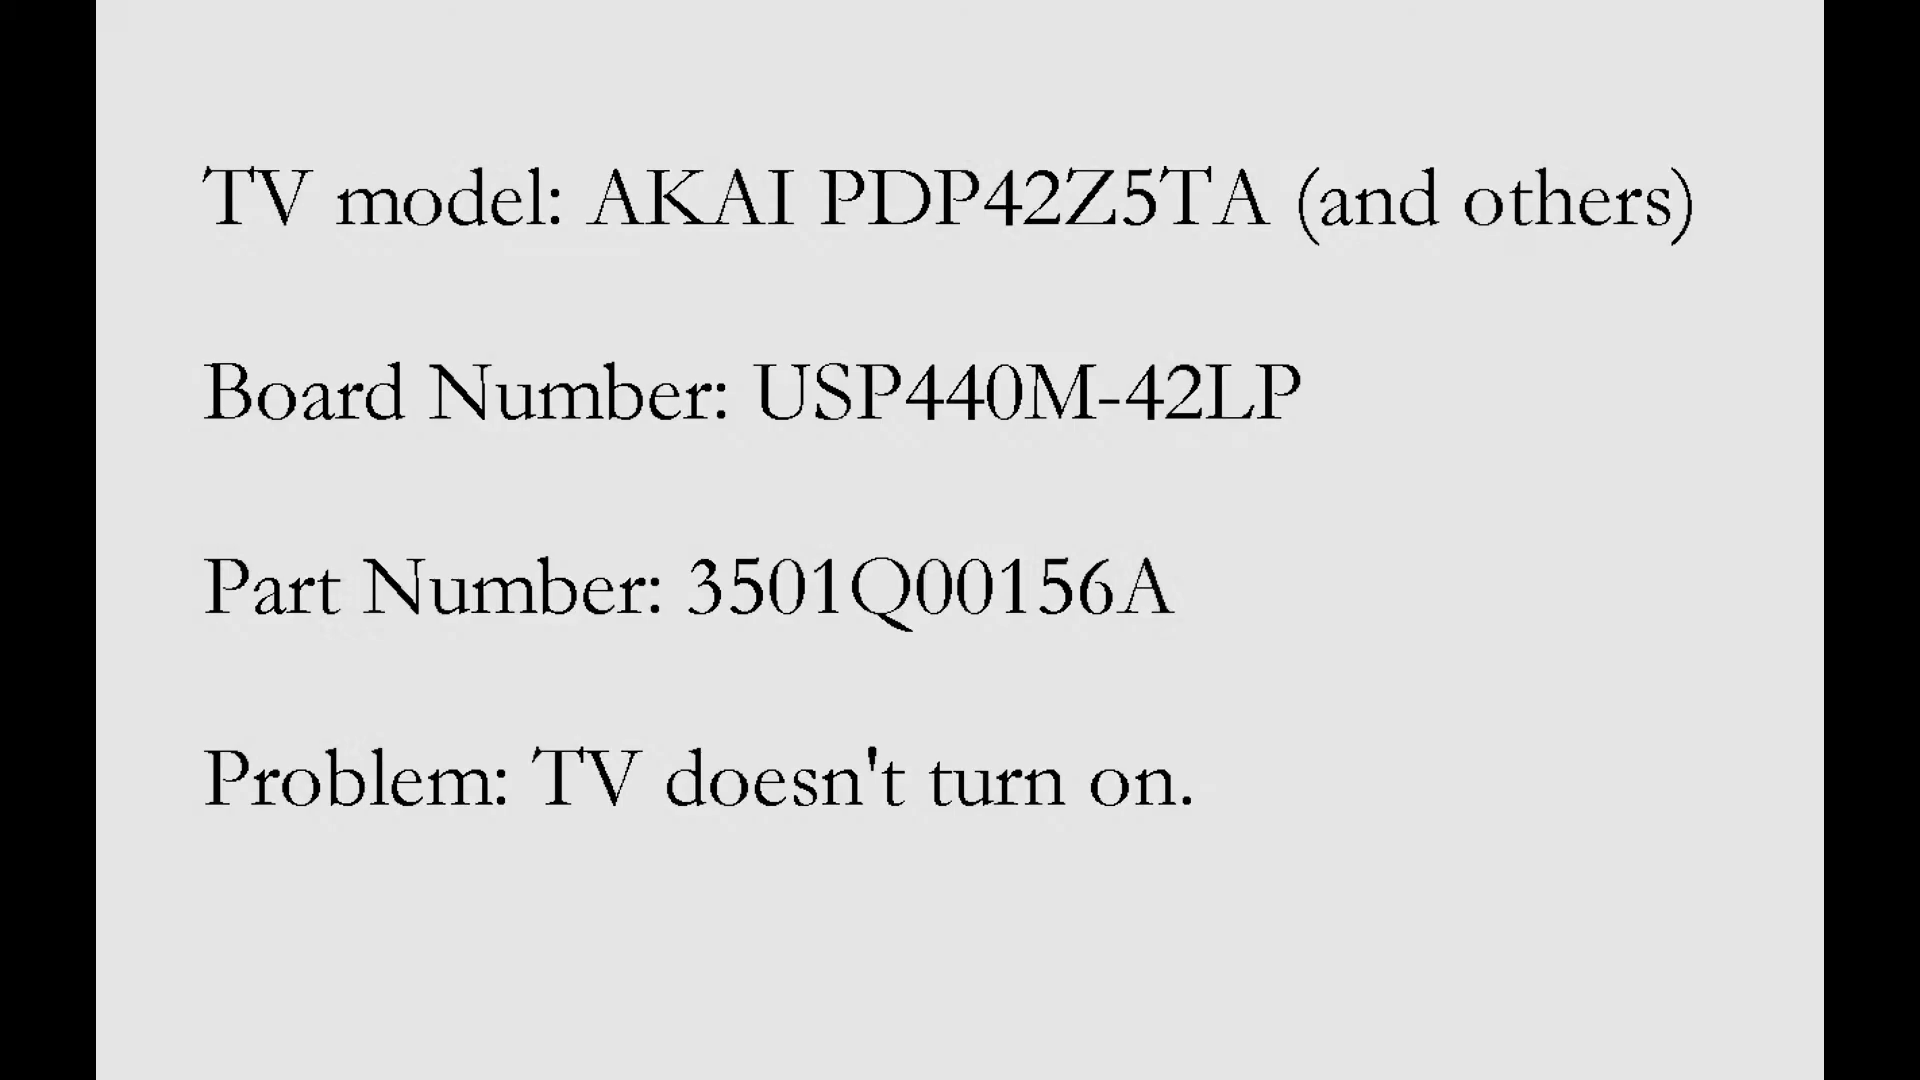 TV model: AKAI PDP42Z5TA (and others)
Board Number: USP440M-42LP
Part Number: 3501Q00156A
Problem: TV doesn't turn on.